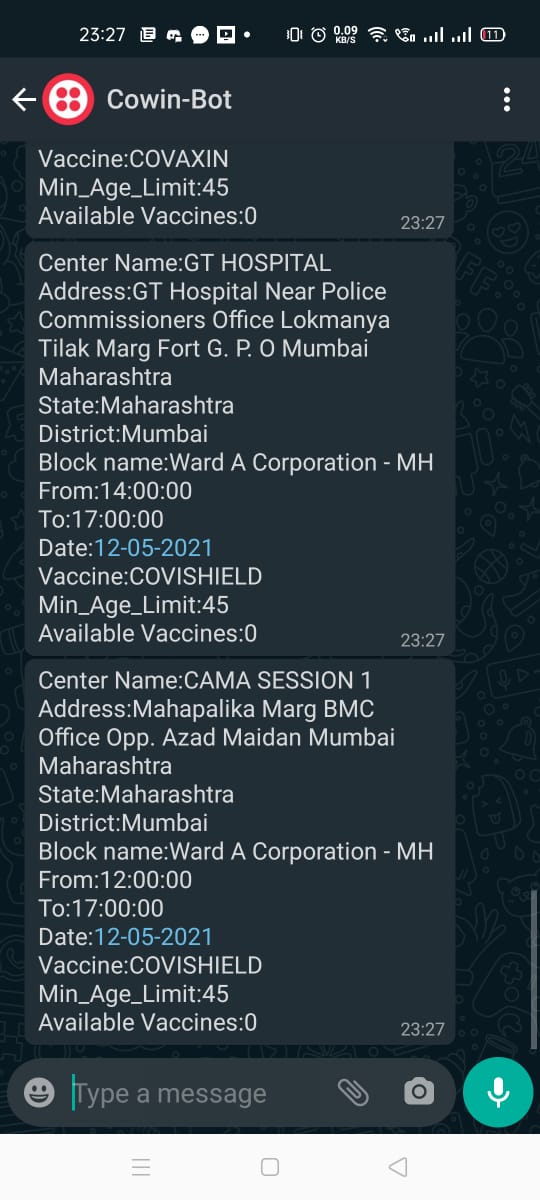 23:27
0.09
KB/S
11
Cowin-Bot
Vaccine:COVAXIN
Min_Age_Limit:45
Available Vaccines:0
23:27
Center Name:GT HOSPITAL
Address:GT Hospital Near Police
Commissioners Office Lokmanya
Tilak Marg Fort G. P. O Mumbai
Maharashtra
State:Maharashtra
District:Mumbai
Block name:Ward A Corporation - MH
From:14:00:00
To:17:00:00
Date:12-05-2021
Vaccine:COVISHIELD
Min_Age_Limit:45
Available Vaccines:0
23:27
Center Name:CAMA SESSION 1
Address:Mahapalika Marg BMC
Office Opp. Azad Maidan Mumbai
Maharashtra
State:Maharashtra
District:Mumbai
Block name:Ward A Corporation - MH
From:12:00:00
To:17:00:00
Date:12-05-2021
Vaccine:COVISHIELD
Min_Age_Limit:45
Available Vaccines:0
23:27
Type a message